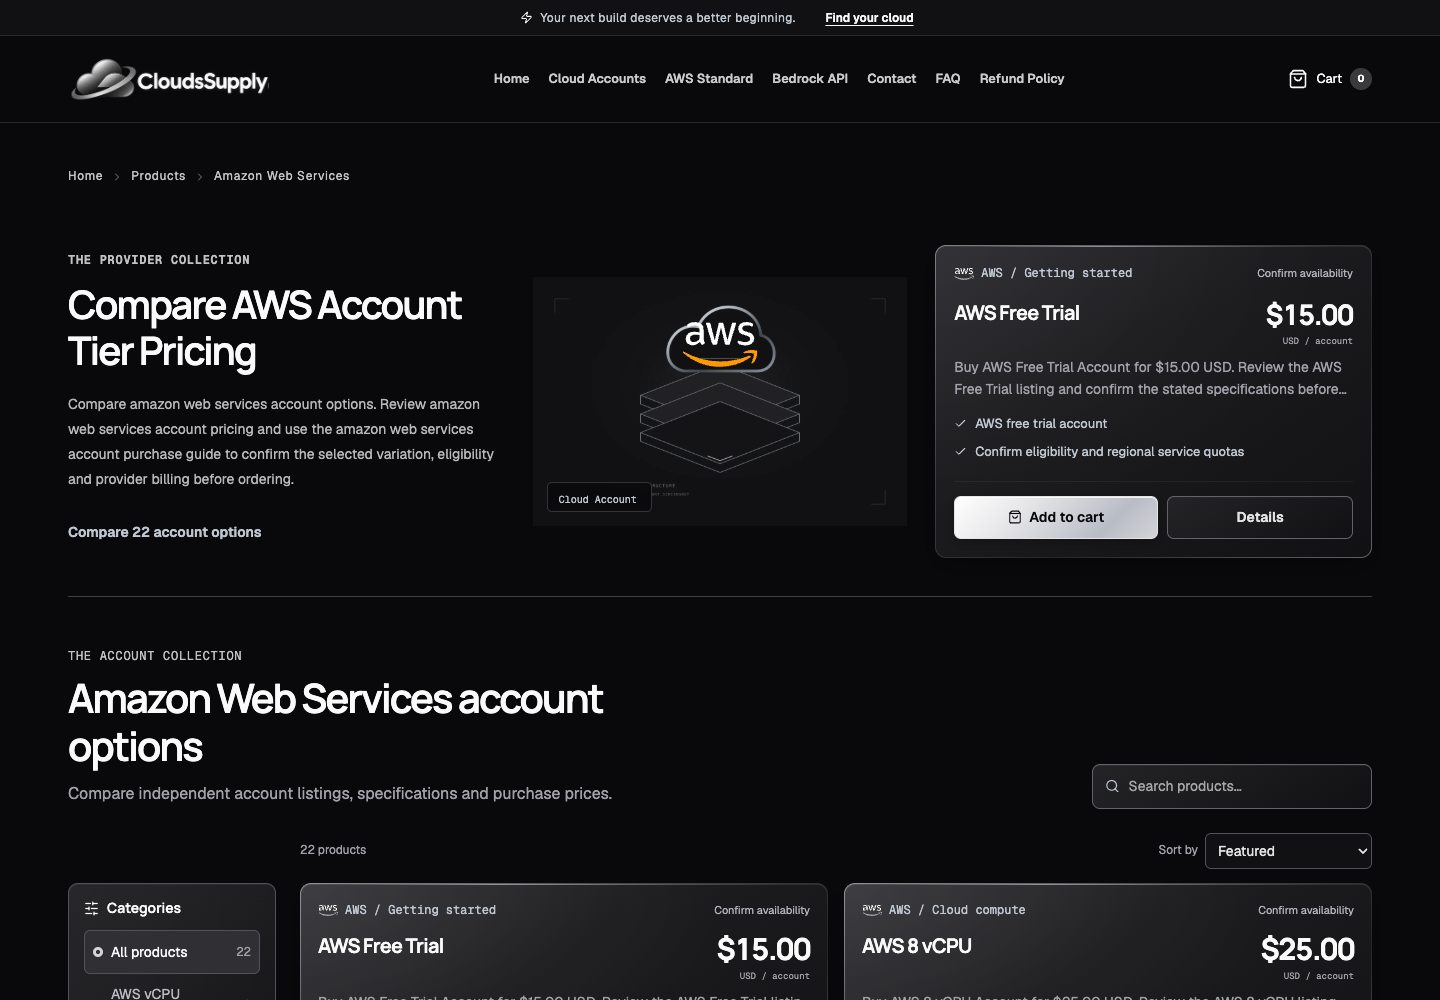 Your next build deserves a better beginning. Find your cloud
CloudsSupply
Home Cloud Accounts AWS Standard Bedrock API Contact FAQ Refund Policy
Cart 0
Home > Products > Amazon Web Services
THE PROVIDER COLLECTION
Compare AWS Account
Tier Pricing
Compare amazon web services account options. Review amazon
web services account pricing and use the amazon web services
account purchase guide to confirm the selected variation, eligibility
and provider billing before ordering.
Compare 22 account options
aws
Cloud Account
aws AWS / Getting started
Confirm availability
AWS Free Trial
$15.00
USD / account
Buy AWS Free Trial Account for $15.00 USD. Review the AWS
Free Trial listing and confirm the stated specifications before...
AWS free trial account
Confirm eligibility and regional service quotas
Add to cart
Details
THE ACCOUNT COLLECTION
Amazon Web Services account
options
Compare independent account listings, specifications and purchase prices.
Search products...
22 products
Sort by Featured
Categories
All products 22
AWS vCPU
aws AWS / Getting started
Confirm availability
AWS Free Trial
$15.00
USD / account
aws AWS / Cloud compute
Confirm availability
AWS 8 vCPU
$25.00
USD / account